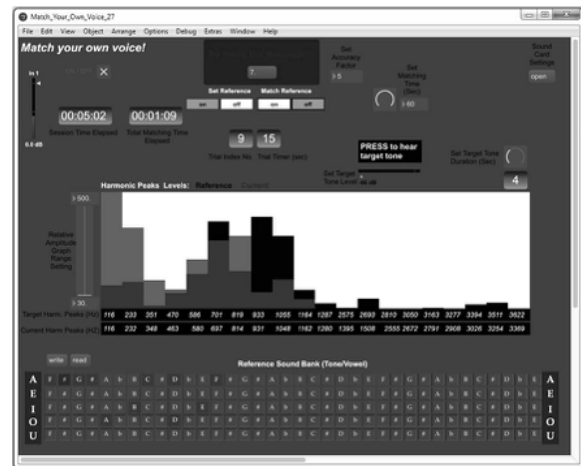 Match_Your_Own_Voice_27
File Edit View Object Arrange Options Debug Extras Window Help
Match your own voice!
7.
Set Accuracy Factor
5
Set Matching Time (Sec)
60
Sound Card Settings
open
In 1
0.0 dB
Set Reference Match Reference
on off on off
00:05:02 00:01:09
Session Time Elapsed Total Matching Time Elapsed
9 15
Trial Index No. Trial Timer (sec)
PRESS to hear target tone
Set Target Tone Duration (Sec)
4
Set Target Tone Level
Harmonic Peaks Levels: Reference Current
500.
Relative Amplitude Graph Range Setting
30.
Target Harm. Peaks (Hz) 116 233 351 470 586 701 819 933 1055 1164 1287 2575 2693 2810 3050 3163 3277 3394 3511 3622
Current Harm Peaks (HZ) 116 232 348 463 580 697 814 931 1048 1162 1280 1395 1508 2555 2672 2791 2908 3026 3254 3369
write read
Reference Sound Bank (Tone/Vowel)
A F # G # A b B C # D b E F # G # A b B C # D b E F # G # A b B C # D b E A
E F # G # A b B C # D b E F # G # A b B C # D b E F # G # A b B C # D b E E
I F # G # A b B C # D b E F # G # A b B C # D b E F # G # A b B C # D b E I
O F # G # A b B C # D b E F # G # A b B C # D b E F # G # A b B C # D b E O
U F # G # A b B C # D b E F # G # A b B C # D b E F # G # A b B C # D b E U